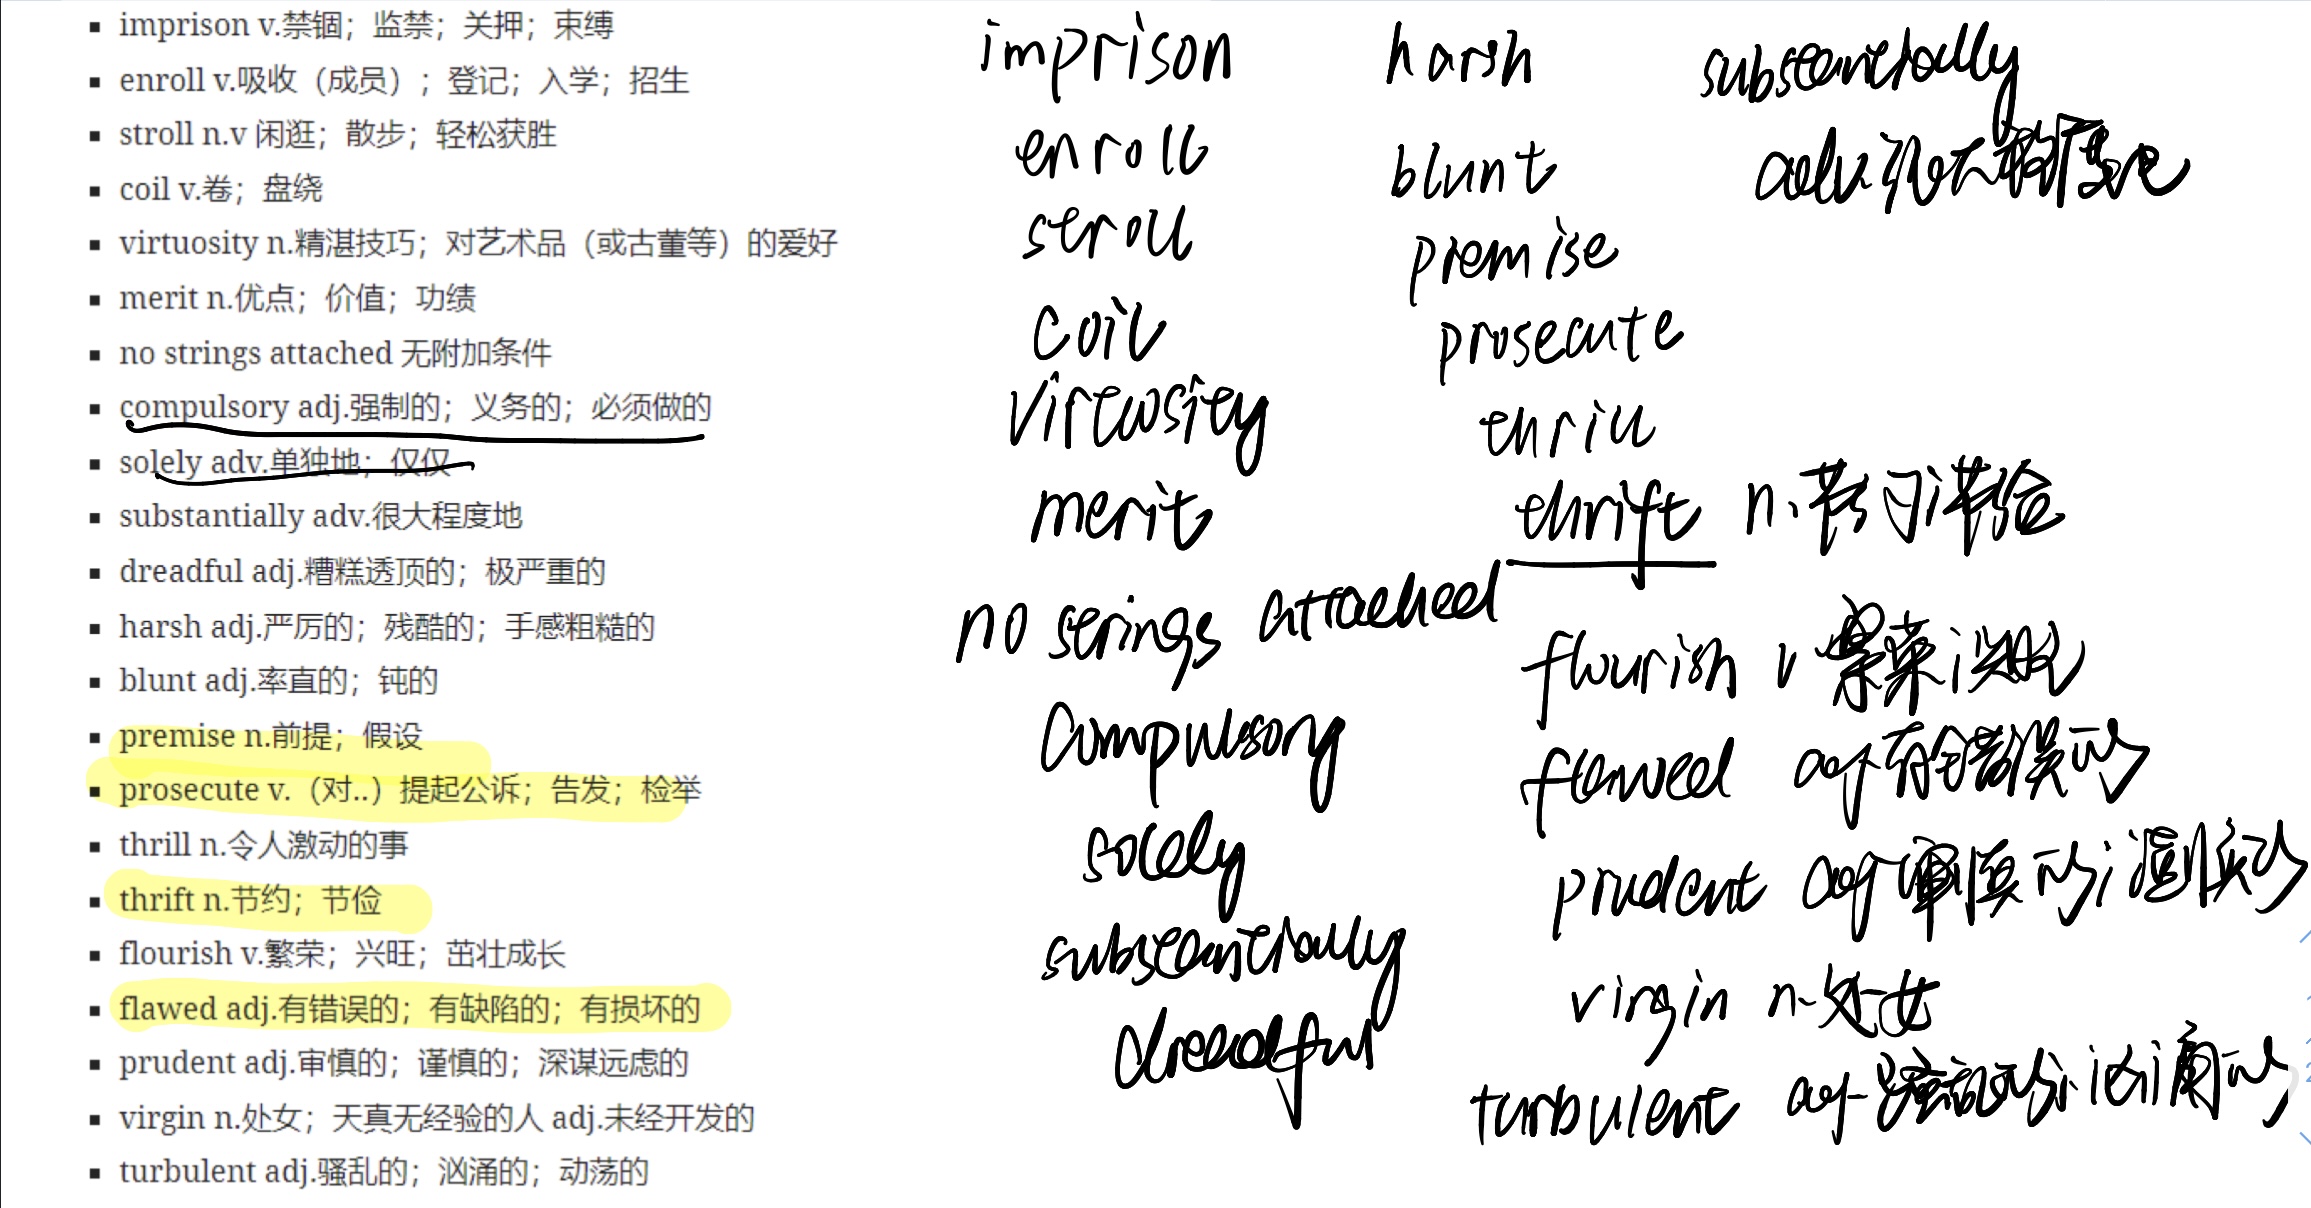 imprison v.禁锢；监禁；关押；束缚
enroll v.吸收（成员）；登记；入学；招生
stroll n.v 闲逛；散步；轻松获胜
coil v.卷；盘绕
virtuosity n.精湛技巧；对艺术品（或古董等）的爱好
merit n.优点；价值；功绩
no strings attached 无附加条件
compulsory adj.强制的；义务的；必须做的
solely adv.单独地；仅仅
substantially adv.很大程度地
dreadful adj.糟糕透顶的；极严重的
harsh adj.严厉的；残酷的；手感粗糙的
blunt adj.率直的；钝的
premise n.前提；假设
prosecute v.（对..）提起公诉；告发；检举
thrill n.令人激动的事
thrift n.节约；节俭
flourish v.繁荣；兴旺；茁壮成长
flawed adj.有错误的；有缺陷的；有损坏的
prudent adj.审慎的；谨慎的；深谋远虑的
virgin n.处女；天真无经验的人 adj.未经开发的
turbulent adj.骚乱的；汹涌的；动荡的
imprison
enroll
stroll
coil
virtuosity
merit
no strings attached
compulsory
solely
substantially
dreadful
harsh
blunt
premise
prosecute
thrill
thrift n.节约；节俭
flourish v 繁荣；兴旺
flawed adj 有错误的
prudent adj 审慎的；谨慎的
virgin n.处女
turbulent adj 骚乱的；汹涌的
substantially
adv.很大程度地